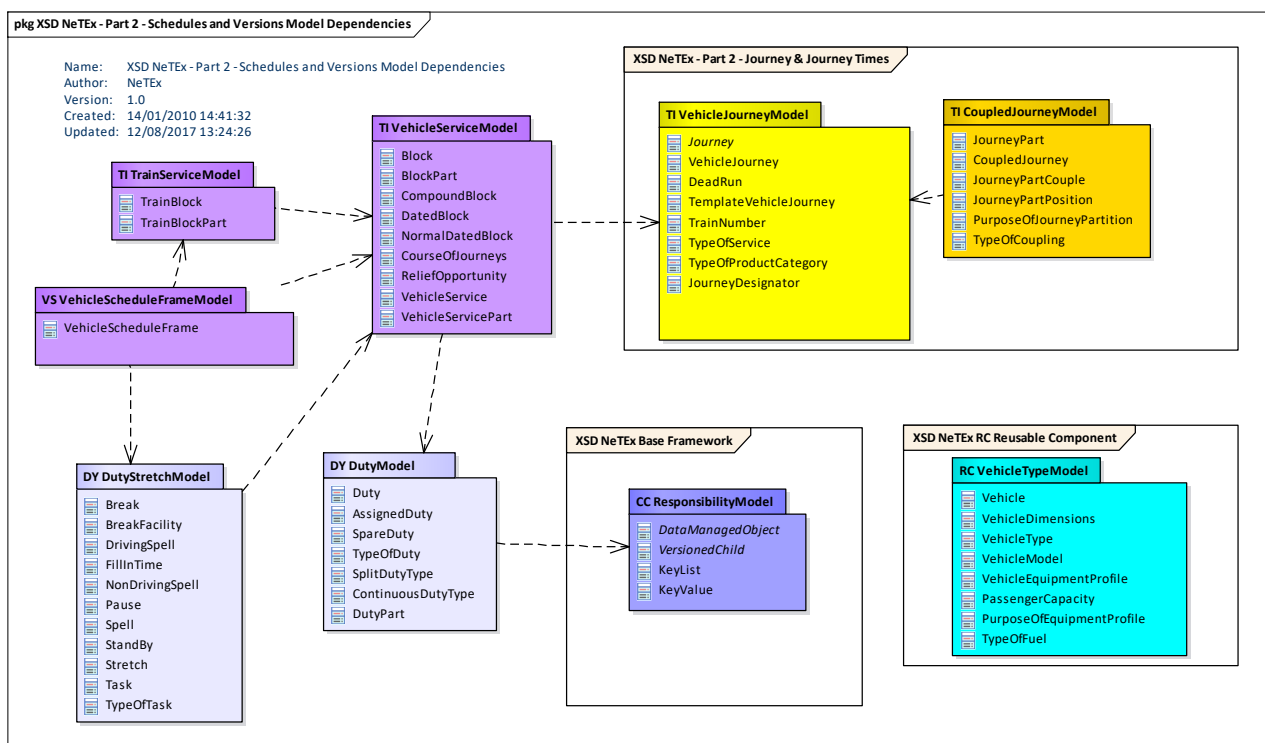 pkg XSD NeTEx - Part 2 - Schedules and Versions Model Dependencies
Name: XSD NeTEx - Part 2 - Schedules and Versions Model Dependencies
Author: NeTEx
Version: 1.0
Created: 14/01/2010 14:41:32
Updated: 12/08/2017 13:24:26
TI TrainServiceModel
TrainBlock
TrainBlockPart
VS VehicleScheduleFrameModel
VehicleScheduleFrame
TI VehicleServiceModel
Block
BlockPart
CompoundBlock
DatedBlock
NormalDatedBlock
CourseOfJourneys
ReliefOpportunity
VehicleService
VehicleServicePart
XSD NeTEx - Part 2 - Journey & Journey Times
TI VehicleJourneyModel
Journey
VehicleJourney
DeadRun
TemplateVehicleJourney
TrainNumber
TypeOfService
TypeOfProductCategory
JourneyDesignator
TI CoupledJourneyModel
JourneyPart
CoupledJourney
JourneyPartCouple
JourneyPartPosition
PurposeOfJourneyPartition
TypeOfCoupling
DY DutyStretchModel
Break
BreakFacility
DrivingSpell
FillInTime
NonDrivingSpell
Pause
Spell
StandBy
Stretch
Task
TypeOfTask
DY DutyModel
Duty
AssignedDuty
SpareDuty
TypeOfDuty
SplitDutyType
ContinuousDutyType
DutyPart
XSD NeTEx Base Framework
CC ResponsibilityModel
DataManagedObject
VersionedChild
KeyList
KeyValue
XSD NeTEx RC Reusable Component
RC VehicleTypeModel
Vehicle
VehicleDimensions
VehicleType
VehicleModel
VehicleEquipmentProfile
PassengerCapacity
PurposeOfEquipmentProfile
TypeOfFuel